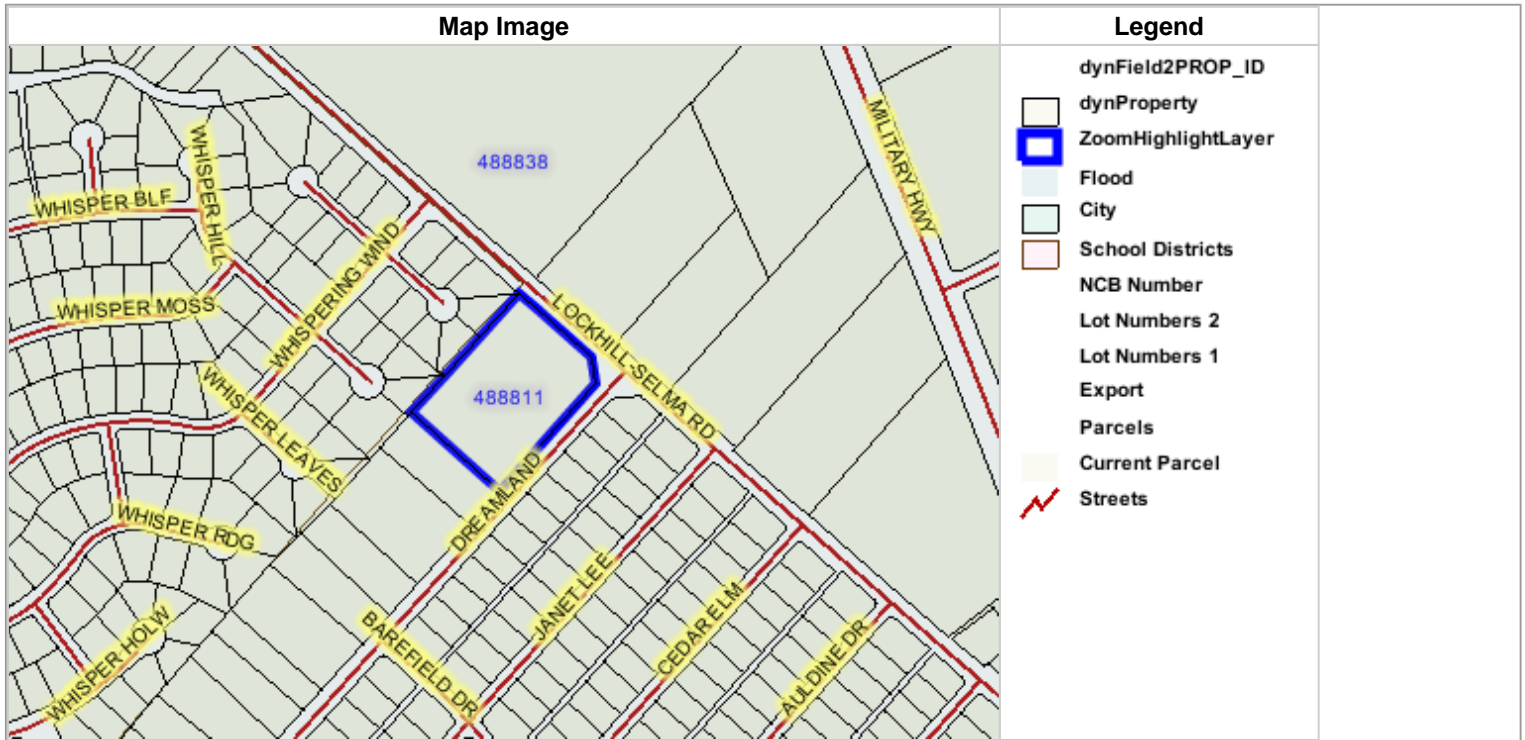 Map Image
Legend
dynField2PROP_ID
dynProperty
ZoomHighlightLayer
Flood
City
School Districts
NCB Number
Lot Numbers 2
Lot Numbers 1
Export
Parcels
Current Parcel
Streets
488838
MILITARY HWY
WHISPER HILL
WHISPER BLF
WHISPERING WIND
WHISPER MOSS
LOCKHILL-SELMA RD
488811
WHISPER LEAVES
DREAMLAND
WHISPER RDG
JANET LEE
CEDAR ELM
BAREFIELD DR
AULDINE DR
WHISPER HOLW